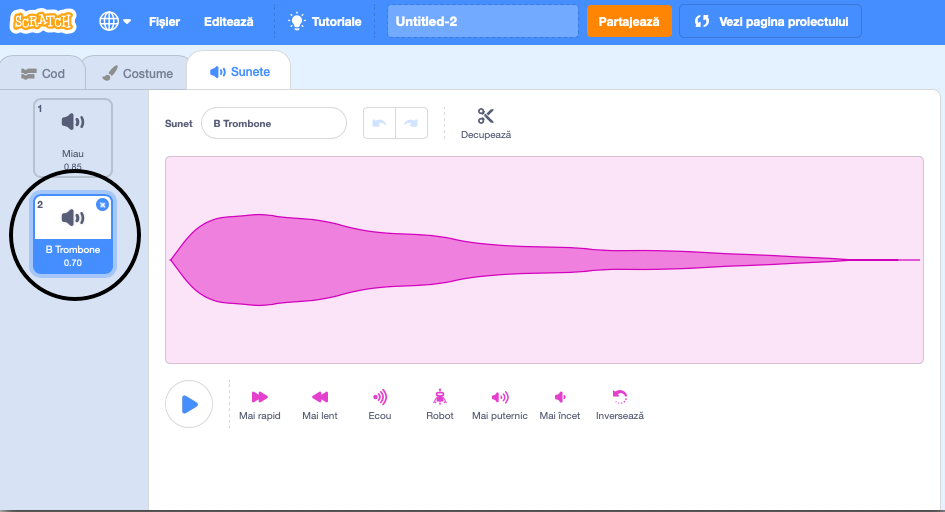 SCRATCH
Fișier
Editează
Tutoriale
Untitled-2
Partajează
Vezi pagina proiectului
Cod
Costume
Sunete
1
Miau
0.85
2
B Trombone
0.70
Sunet
B Trombone
Decupează
Mai rapid
Mai lent
Ecou
Robot
Mai puternic
Mai încet
Inversează